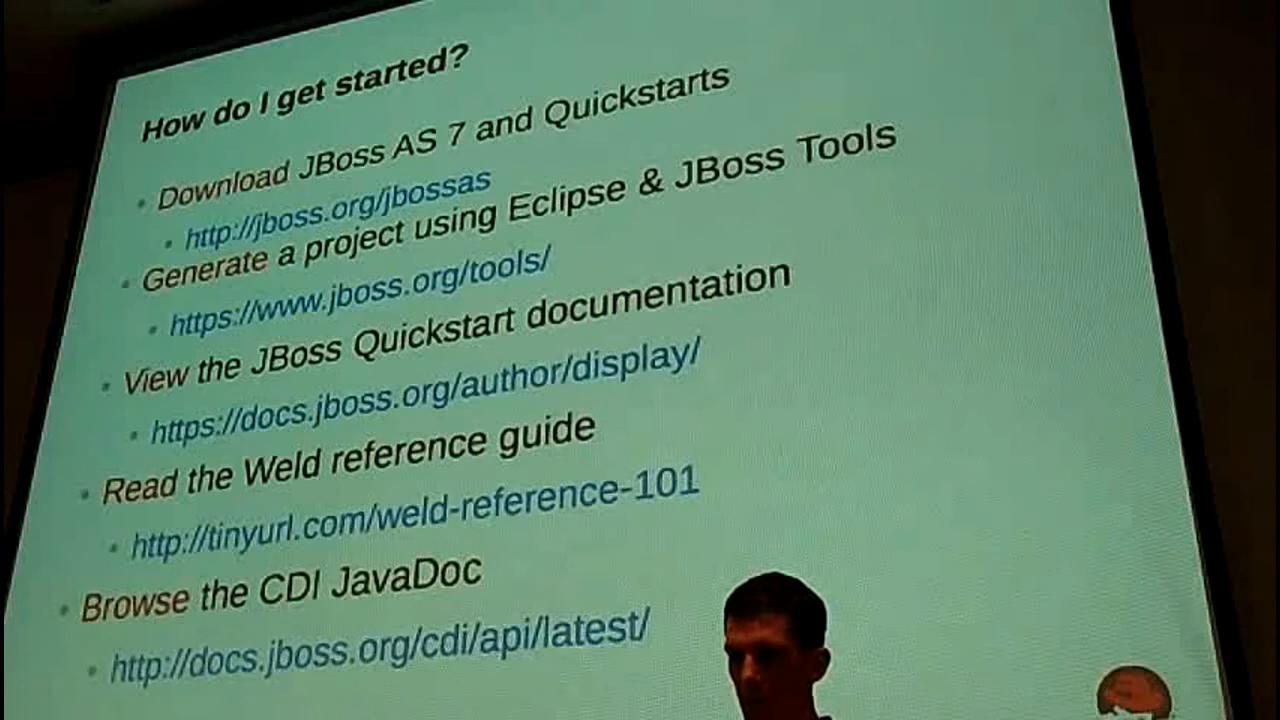 How do I get started?
Download JBoss AS 7 and Quickstarts
http://jboss.org/jbossas
Generate a project using Eclipse & JBoss Tools
https://www.jboss.org/tools/
View the JBoss Quickstart documentation
https://docs.jboss.org/author/display/
Read the Weld reference guide
http://tinyurl.com/weld-reference-101
Browse the CDI JavaDoc
http://docs.jboss.org/cdi/api/latest/